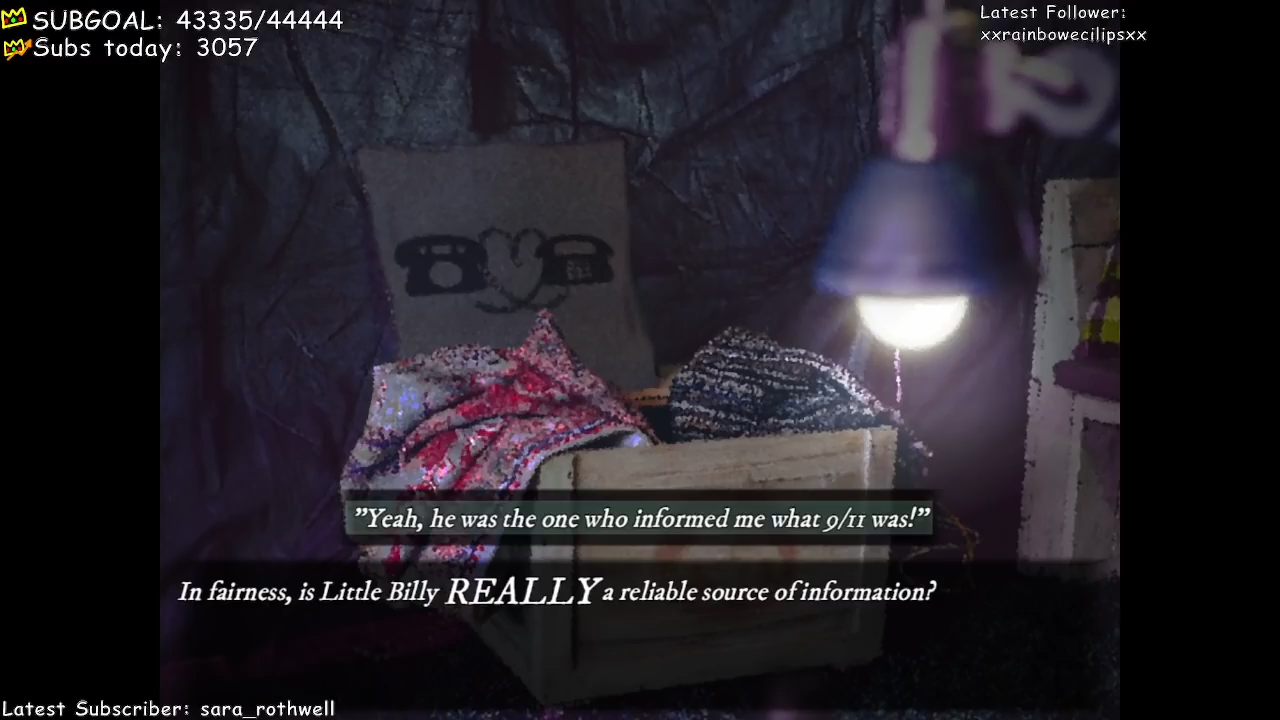 SUBGOAL: 43335/44444
Subs today: 3057
Latest Follower:
xxrainbowecilipsxx
"Yeah, he was the one who informed me what 9/11 was!"
In fairness, is Little Billy REALLY a reliable source of information?
Latest Subscriber: sara_rothwell